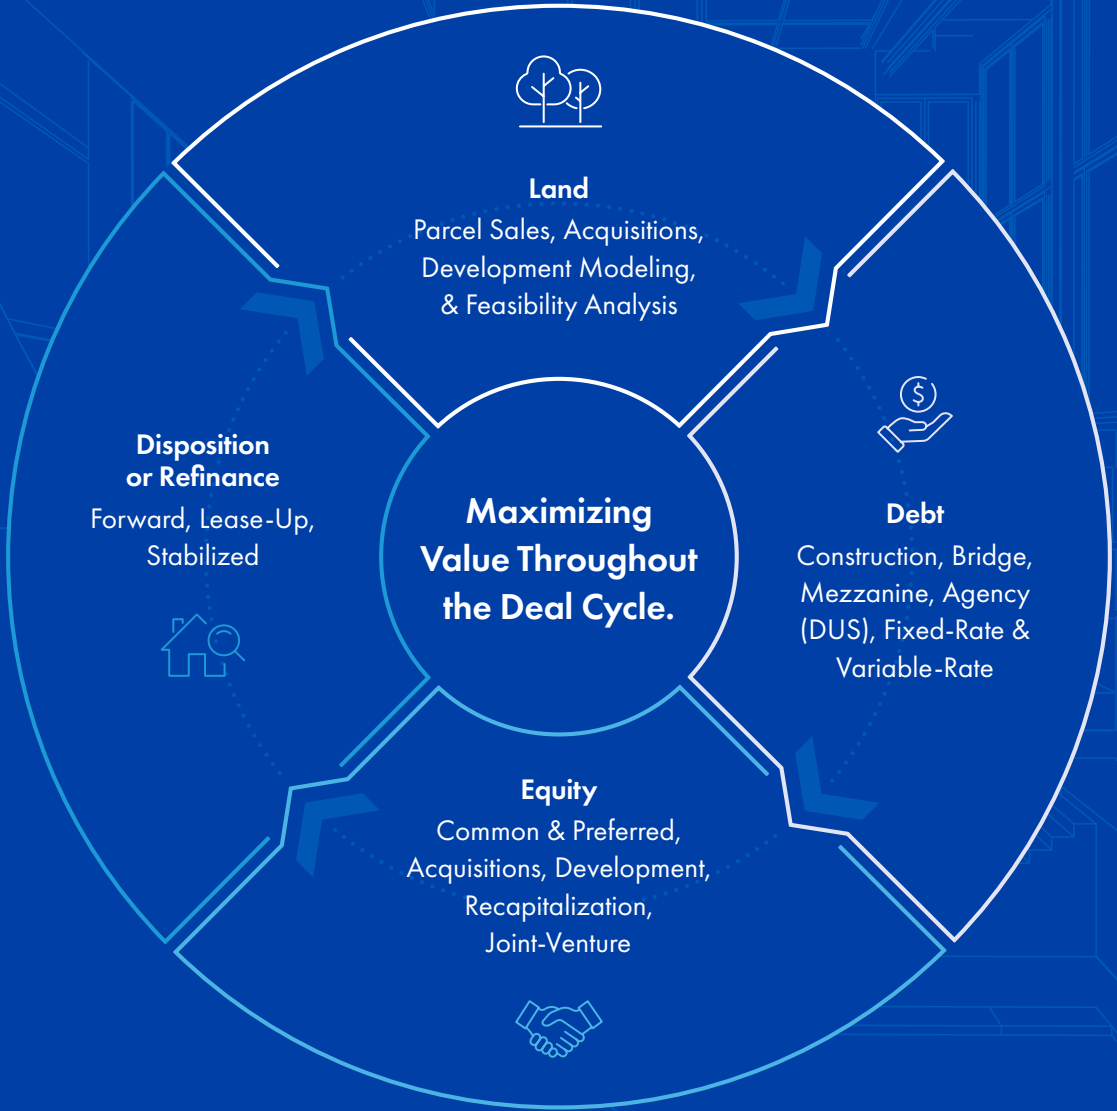 Land
Parcel Sales, Acquisitions,
Development Modeling,
& Feasibility Analysis
Debt
Construction, Bridge,
Mezzanine, Agency
(DUS), Fixed-Rate &
Variable-Rate
Equity
Common & Preferred,
Acquisitions, Development,
Recapitalization,
Joint-Venture
Disposition
or Refinance
Forward, Lease-Up,
Stabilized
Maximizing
Value Throughout
the Deal Cycle.
$